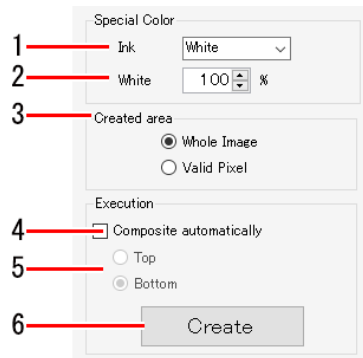 Special Color
1 Ink White
2 White 100 %
3 Created area
Whole Image
Valid Pixel
Execution
4 Composite automatically
5 Top
Bottom
6 Create